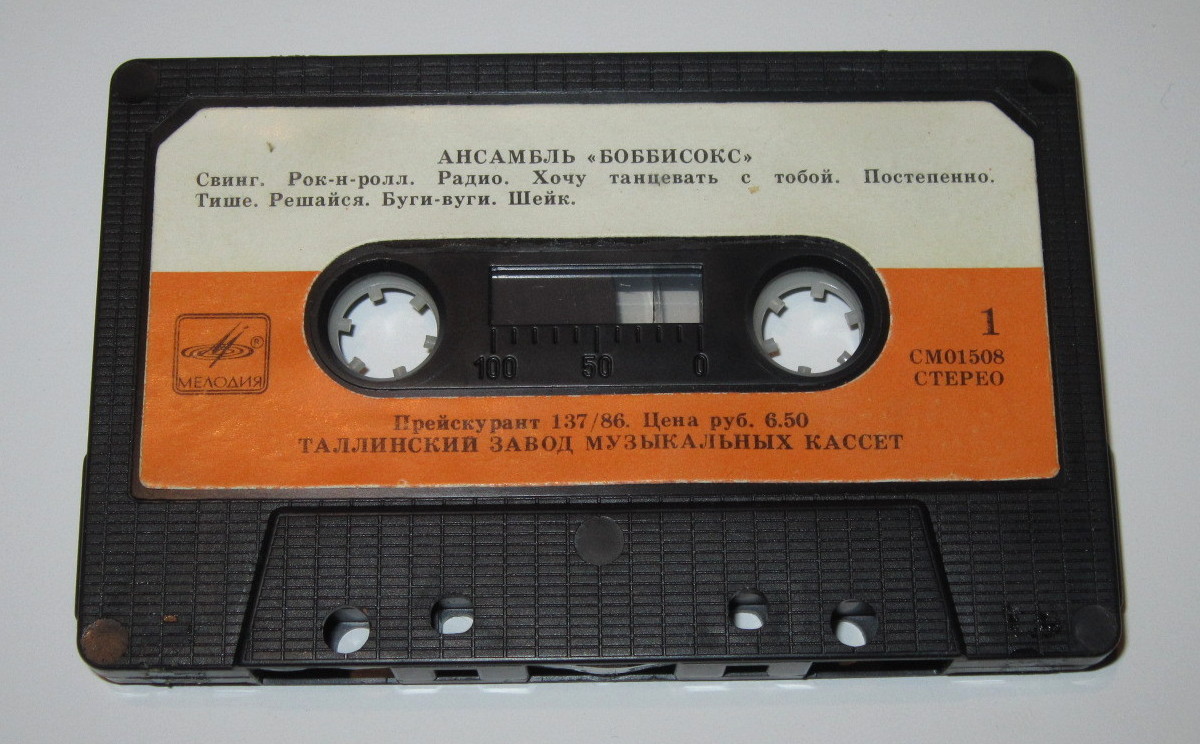 АНСАМБЛЬ «БОББИСОКС»
Свинг. Рок-н-ролл. Радио. Хочу танцевать с тобой. Постепенно.
Тише. Решайся. Буги-вуги. Шейк.
1
СМ01508
СТЕРЕО
®
МЕЛОДИЯ
100 50 0
Прейскурант 137/86. Цена руб. 6.50
ТАЛЛИНСКИЙ ЗАВОД МУЗЫКАЛЬНЫХ КАССЕТ